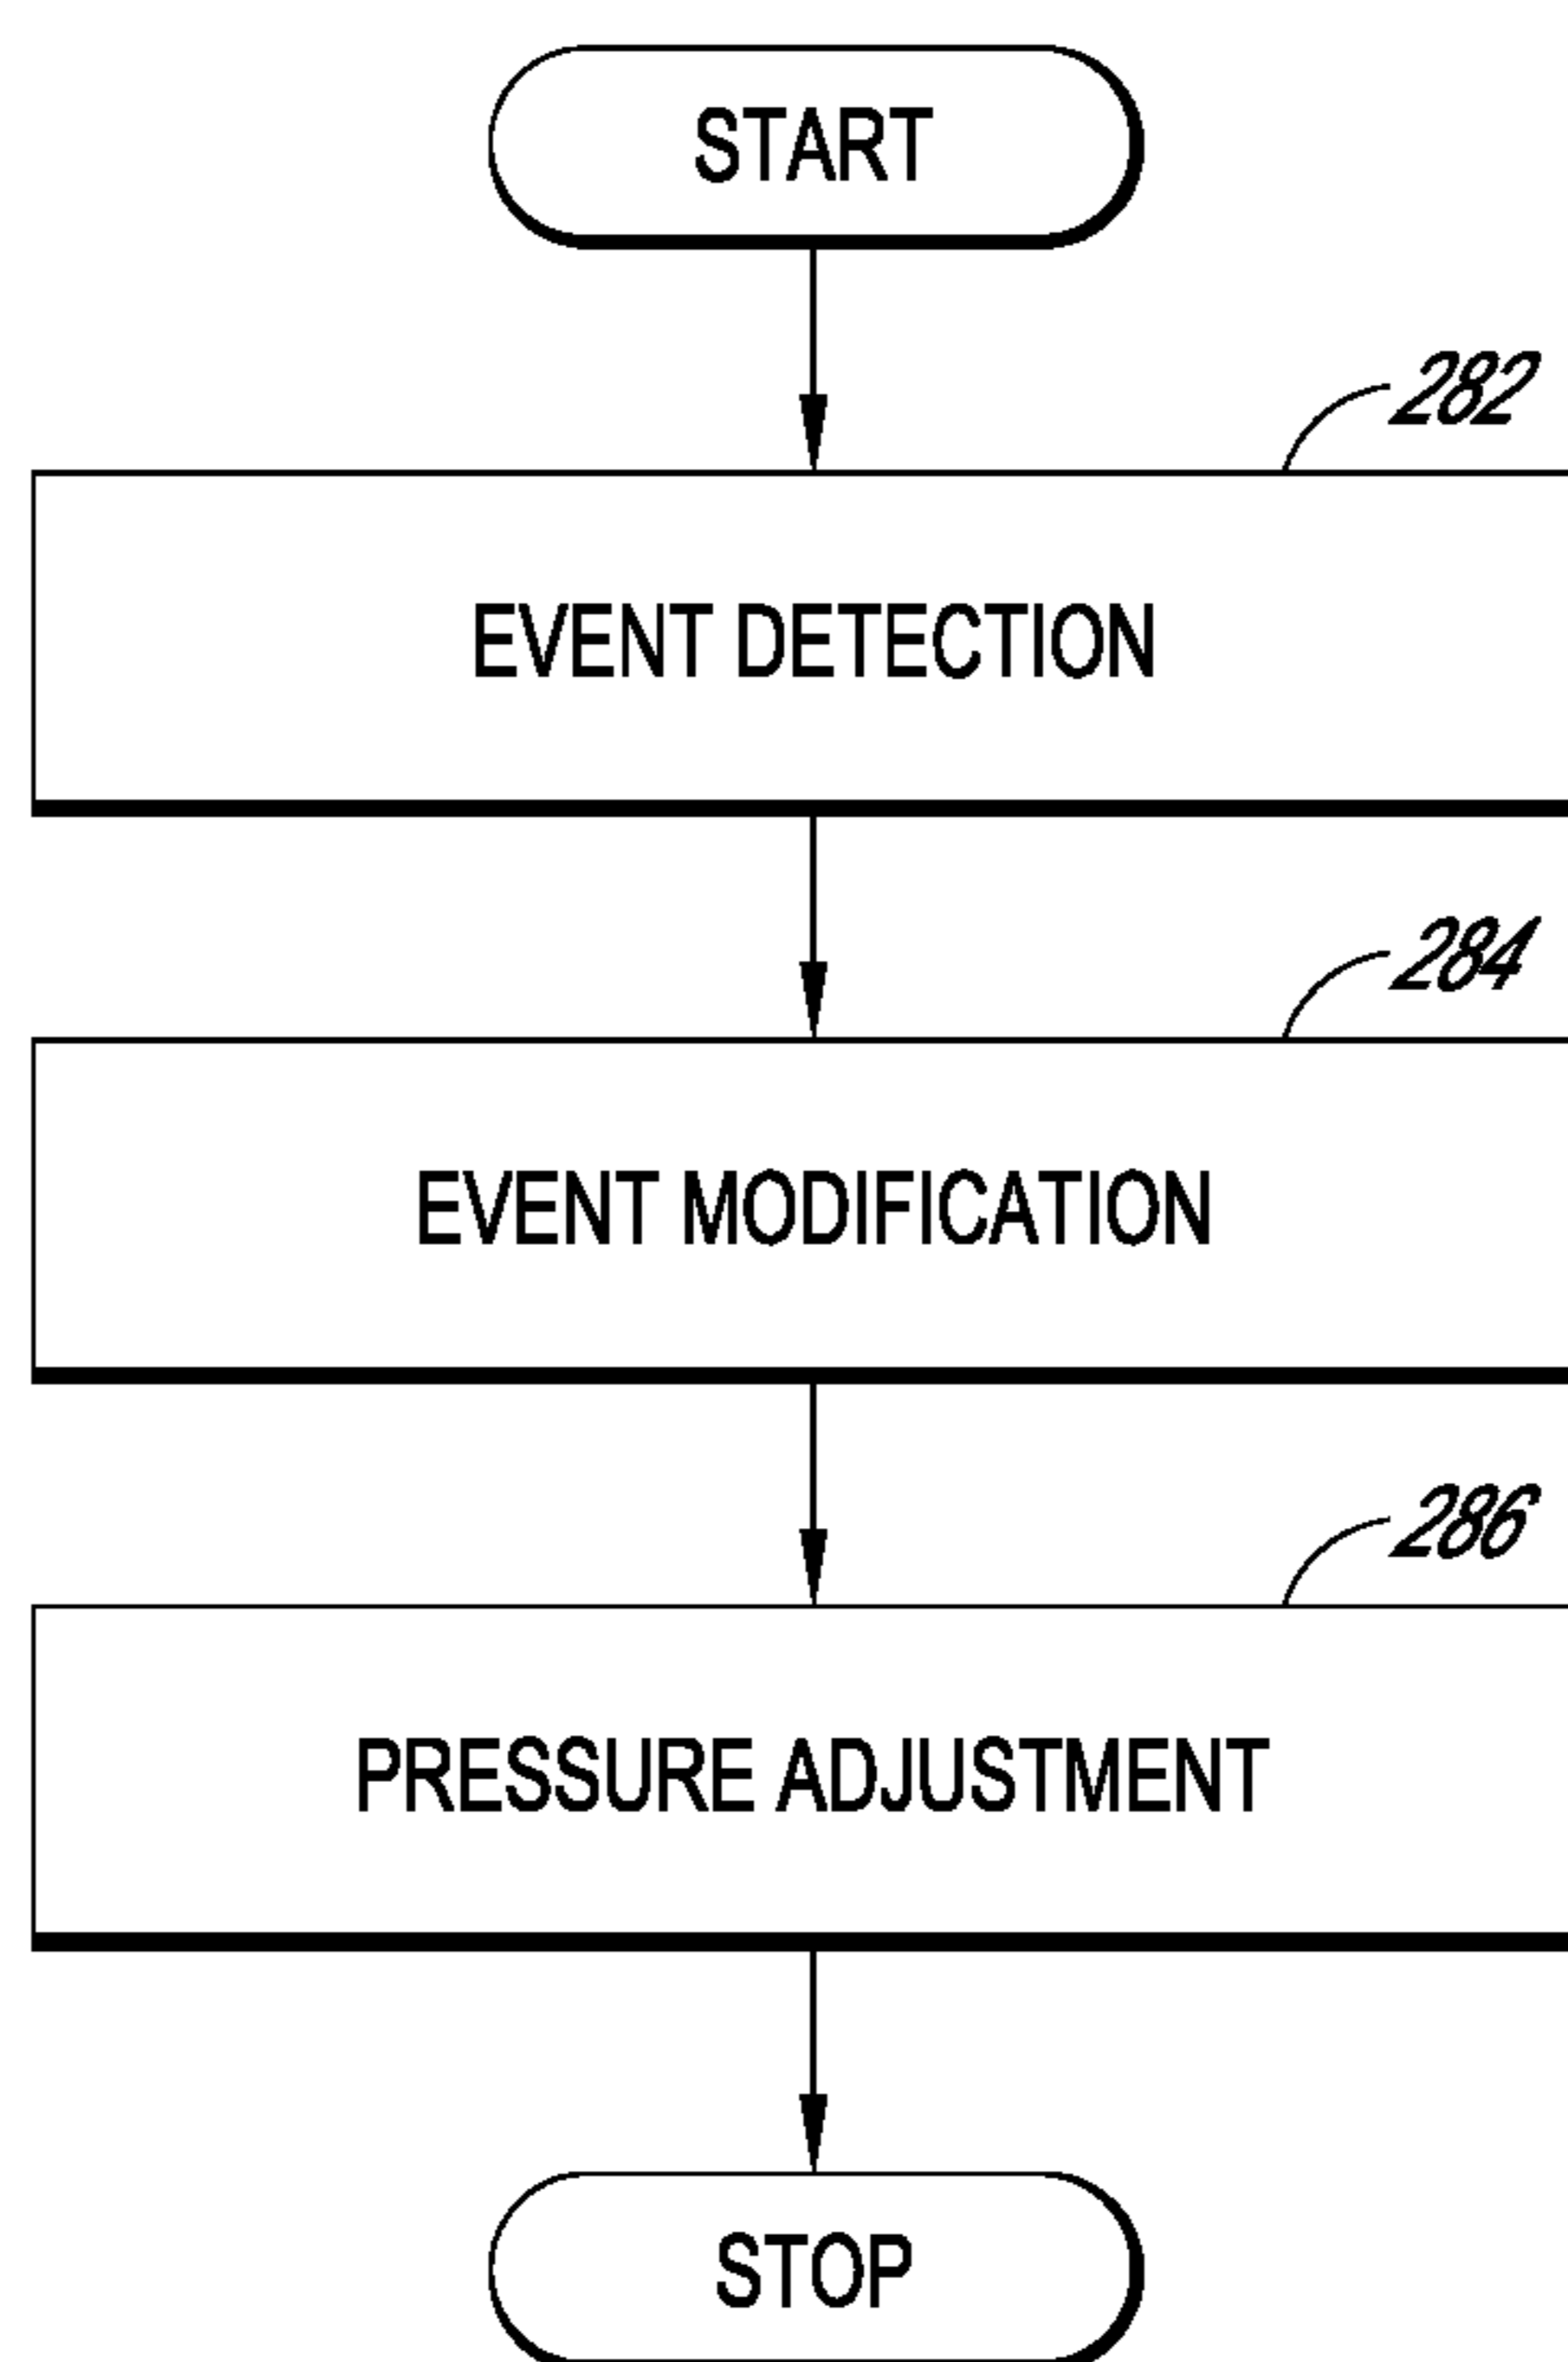 START
282
EVENT DETECTION
284
EVENT MODIFICATION
286
PRESSURE ADJUSTMENT
STOP